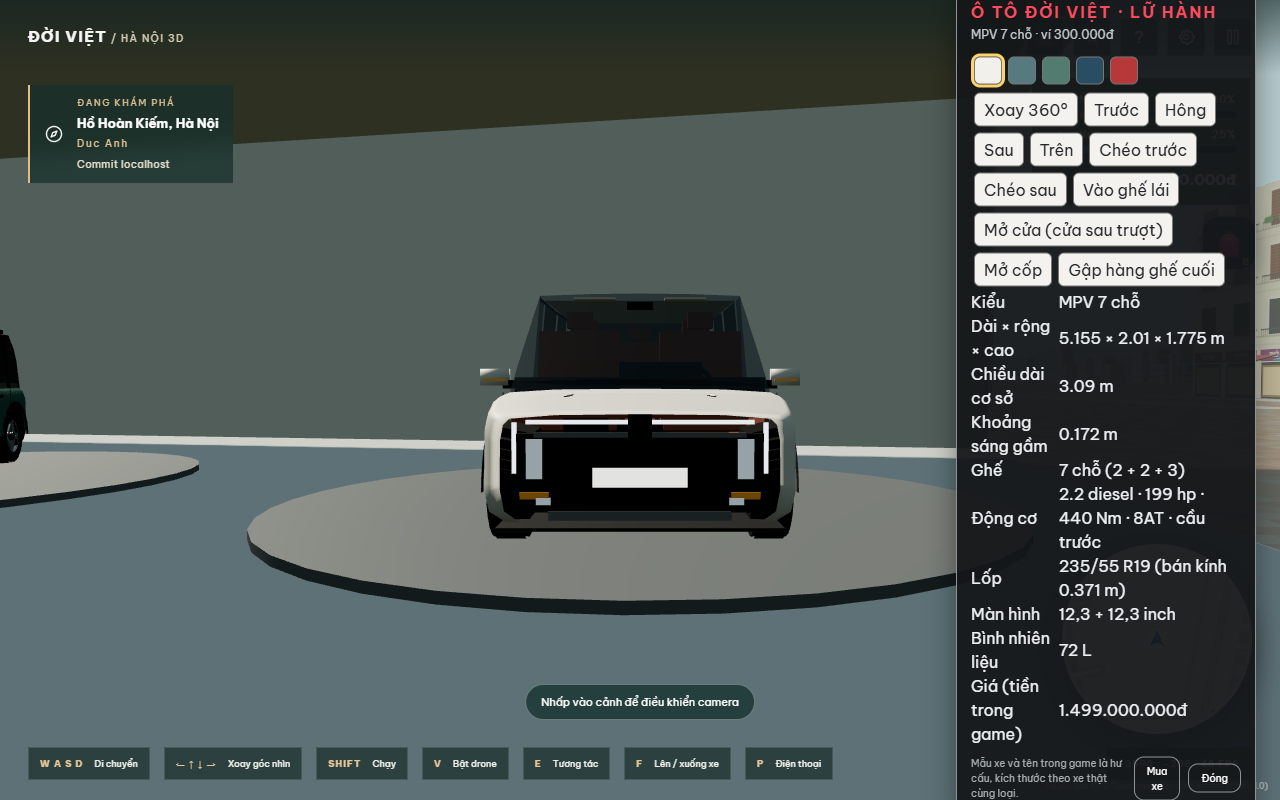 ĐỜI VIỆT / HÀ NỘI 3D
ĐANG KHÁM PHÁ
Hồ Hoàn Kiếm, Hà Nội
Duc Anh
Commit localhost
Ô TÔ ĐỜI VIỆT · LỮ HÀNH
MPV 7 chỗ · ví 300.000đ
Xoay 360° Trước Hông
Sau Trên Chéo trước
Chéo sau Vào ghế lái
Mở cửa (cửa sau trượt)
Mở cốp Gập hàng ghế cuối
Kiểu MPV 7 chỗ
Dài × rộng
× cao
5.155 × 2.01 × 1.775 m
Chiều dài
cơ sở
3.09 m
Khoảng
sáng gầm
0.172 m
Ghế 7 chỗ (2 + 2 + 3)
Động cơ
2.2 diesel · 199 hp ·
440 Nm · 8AT · cầu
trước
Lốp
235/55 R19 (bán kính
0.371 m)
Màn hình 12,3 + 12,3 inch
Bình nhiên
liệu
72 L
Giá (tiền
trong
game)
1.499.000.000đ
Mẫu xe và tên trong game là hư
cấu, kích thước theo xe thật
cùng loại.
Mua
xe
Đóng
Nhấp vào cảnh để điều khiển camera
W A S D Di chuyển
←↑↓→ Xoay góc nhìn
SHIFT Chạy
V Bật drone
E Tương tác
F Lên / xuống xe
P Điện thoại